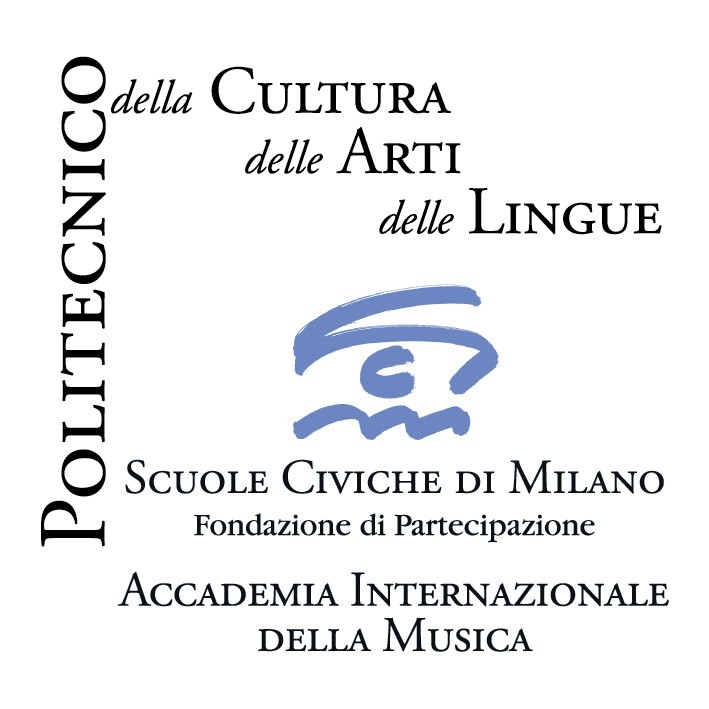 POLITECNICO
della CULTURA
delle ARTI
delle LINGUE
SCUOLE CIVICHE DI MILANO
Fondazione di Partecipazione
ACCADEMIA INTERNAZIONALE
DELLA MUSICA